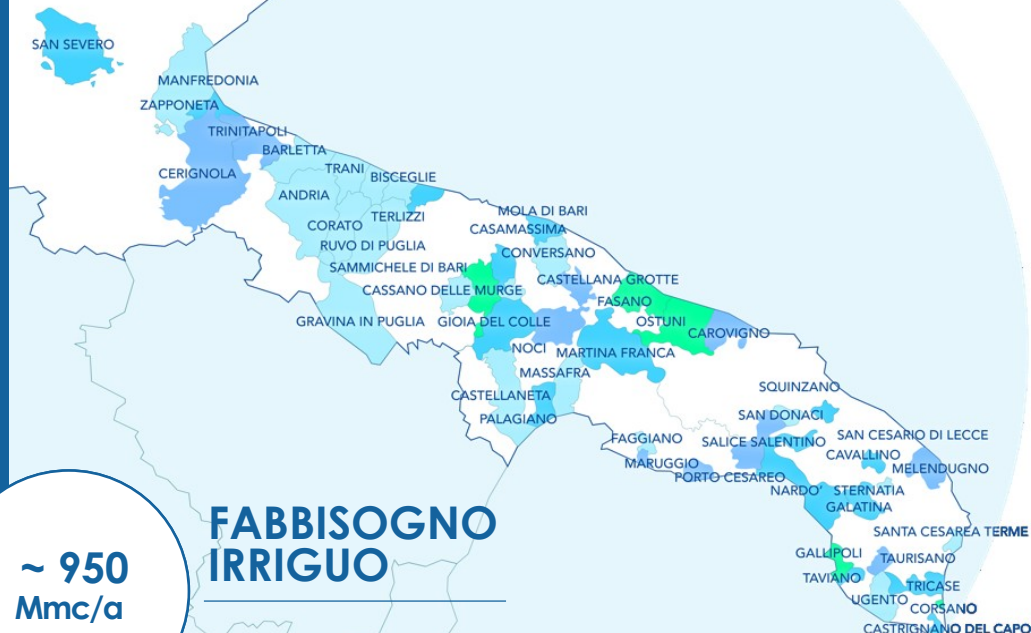 SAN SEVERO
MANFREDONIA
ZAPPONETA
TRINITAPOLI
BARLETTA
TRANI
BISCEGLIE
CERIGNOLA
ANDRIA
CORATO
TERLIZZI
RUVO DI PUGLIA
MOLA DI BARI
CASAMASSIMA
CONVERSANO
SAMMICHELE DI BARI
CASTELLANA GROTTE
CASSANO DELLE MURGE
FASANO
GRAVINA IN PUGLIA
GIOIA DEL COLLE
OSTUNI
CAROVIGNO
NOCI
MARTINA FRANCA
MASSAFRA
CASTELLANETA
PALAGIANO
SQUINZANO
SAN DONACI
FAGGIANO
SALICE SALENTINO
SAN CESARIO DI LECCE
CAVALLINO
MARUGGIO
MELENDUGNO
PORTO CESAREO
NARDO'
STERNATIA
GALATINA
SANTA CESAREA TERME
GALLIPOLI
TAURISANO
TAVIANO
TRICASE
UGENTO
CORSANO
CASTRIGNANO DEL CAPO
FABBISOGNO
IRRIGUO
~ 950
Mmc/a